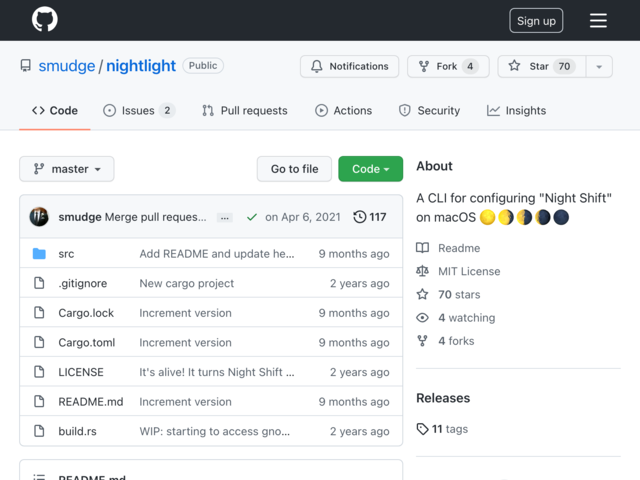 Sign up
smudge / nightlight Public
Notifications Fork 4 Star 70
Code Issues 2 Pull requests Actions Security Insights
master Go to file Code
smudge Merge pull reques... ... on Apr 6, 2021 117
src Add README and update he... 9 months ago
.gitignore New cargo project 2 years ago
Cargo.lock Increment version 9 months ago
Cargo.toml Increment version 9 months ago
LICENSE It's alive! It turns Night Shift ... 2 years ago
README.md Increment version 9 months ago
build.rs WIP: starting to access gno... 2 years ago
README.md
About
A CLI for configuring "Night Shift"
on macOS 🌕🌗🌗🌘🌑
Readme
MIT License
70 stars
4 watching
4 forks
Releases
11 tags